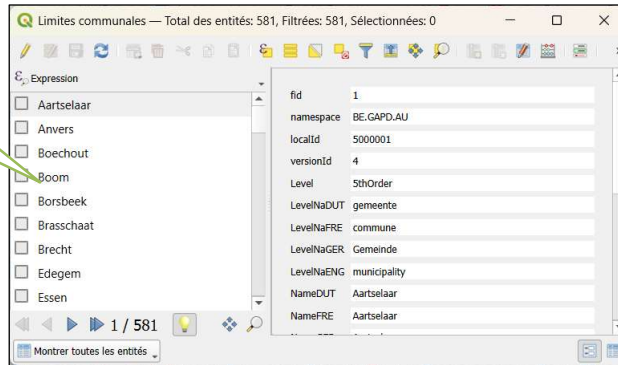 Limites communales — Total des entités: 581, Filtrées: 581, Sélectionnées: 0
Expression
Aartselaar
Anvers
Boechout
Boom
Borsbeek
Brasschaat
Brecht
Edegem
Essen
1 / 581
Montrer toutes les entités
fid 1
namespace BE.GAPD.AU
localId 5000001
versionId 4
Level 5thOrder
LevelNaDUT gemeente
LevelNaFRE commune
LevelNaGER Gemeinde
LevelNaENG municipality
NameDUT Aartselaar
NameFRE Aartselaar